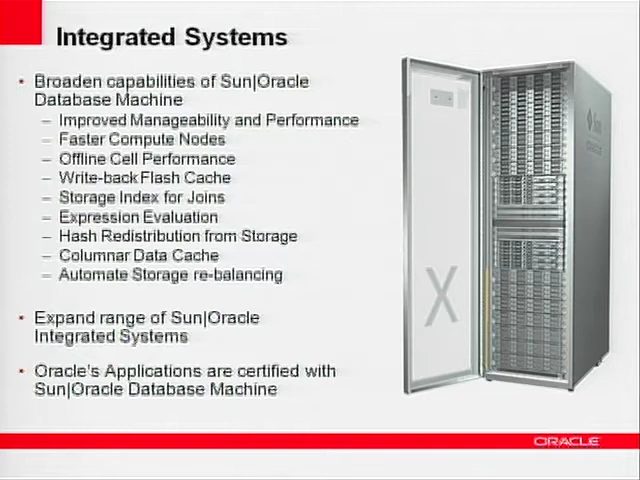 Integrated Systems
• Broaden capabilities of Sun|Oracle
Database Machine
– Improved Manageability and Performance
– Faster Compute Nodes
– Offline Cell Performance
– Write-back Flash Cache
– Storage Index for Joins
– Expression Evaluation
– Hash Redistribution from Storage
– Columnar Data Cache
– Automate Storage re-balancing
• Expand range of Sun|Oracle
Integrated Systems
• Oracle's Applications are certified with
Sun|Oracle Database Machine
X
Sun
ORACLE
ORACLE